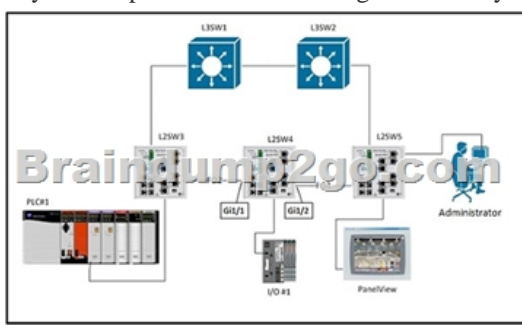 L3SW1
L3SW2
L2SW3
L2SW4
L2SW5
Braindump2go.com
PLC#1
Gi1/1
Gi1/2
Administrator
I/O #1
PanelView